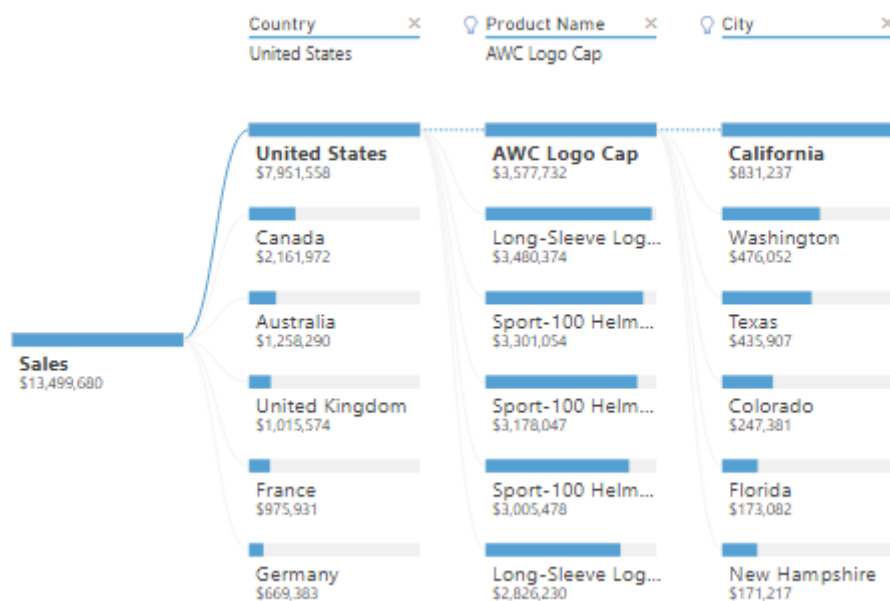 Country ×
Product Name ×
City ×
United States
AWC Logo Cap
United States
$7,951,558
AWC Logo Cap
$3,577,732
California
$831,237
Canada
$2,161,972
Long-Sleeve Log...
$3,480,374
Washington
$476,052
Australia
$1,258,290
Sport-100 Helm...
$3,301,054
Texas
$435,907
Sales
$13,499,680
United Kingdom
$1,015,574
Sport-100 Helm...
$3,178,047
Colorado
$247,381
France
$975,931
Sport-100 Helm...
$3,005,478
Florida
$173,082
Germany
$669,383
Long-Sleeve Log...
$2,826,230
New Hampshire
$171,217